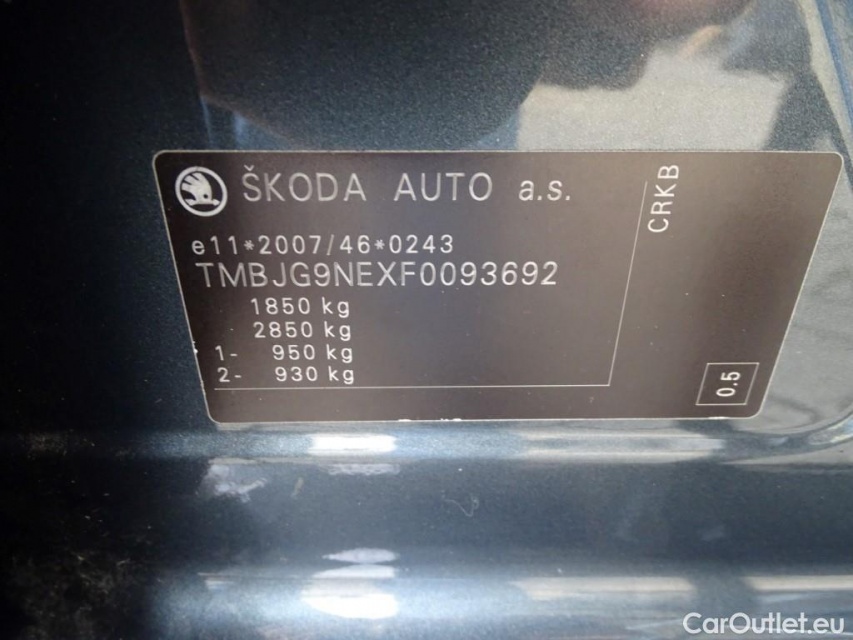 ŠKODA AUTO a.s.
CRKB
e11*2007/46*0243
TMBJG9NEXF0093692
1850 kg
2850 kg
1- 950 kg
2- 930 kg
0.5
CarOutlet.eu